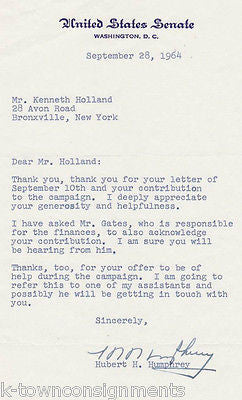 United States Senate
WASHINGTON, D. C.
September 28, 1964
Mr. Kenneth Holland
28 Avon Road
Bronxville, New York
Dear Mr. Holland:
Thank you, thank you for your letter of
September 10th and your contribution
to the campaign. I deeply appreciate
your generosity and helpfulness.
I have asked Mr. Gates, who is responsible
for the finances, to also acknowledge
your contribution. I am sure you will
be hearing from him.
Thanks, too, for your offer to be of
help during the campaign. I am going to
refer this to one of my assistants and
possibly he will be getting in touch with
you.
Sincerely,
Hubert H. Humphrey
k-townconsignments.com